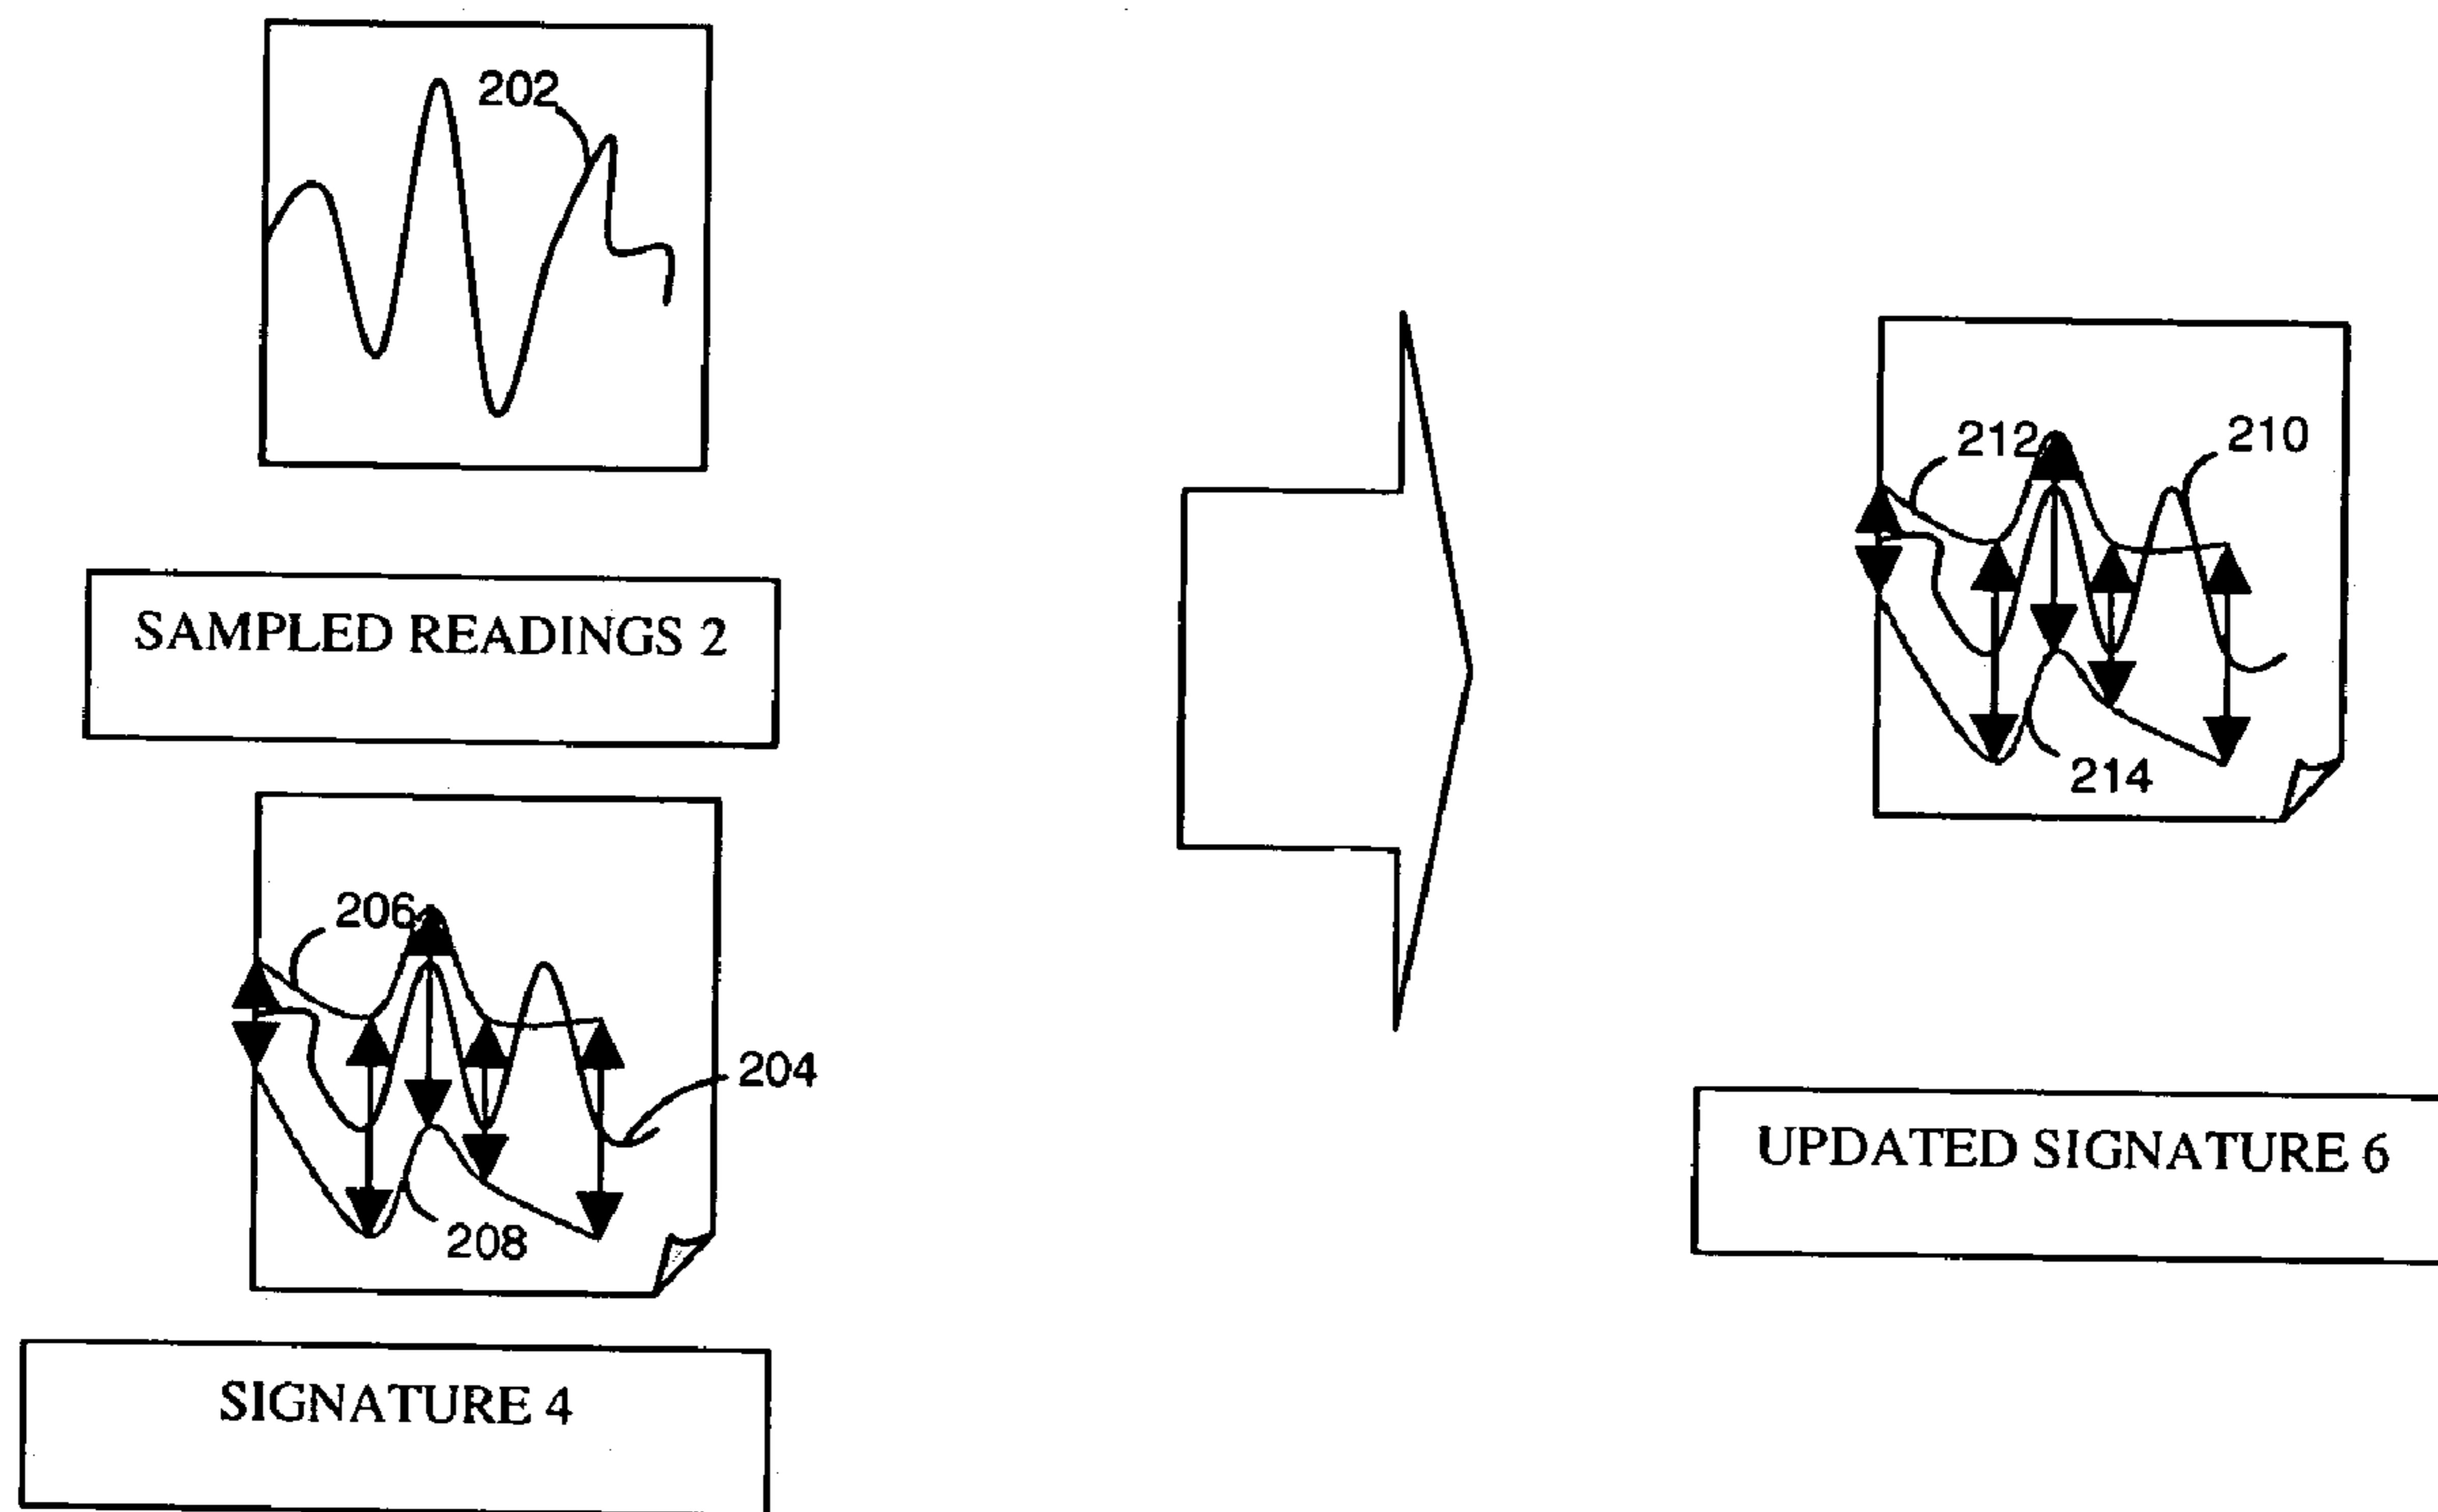 202
SAMPLED READINGS 2
206
204
208
SIGNATURE 4
212
210
214
UPDATED SIGNATURE 6